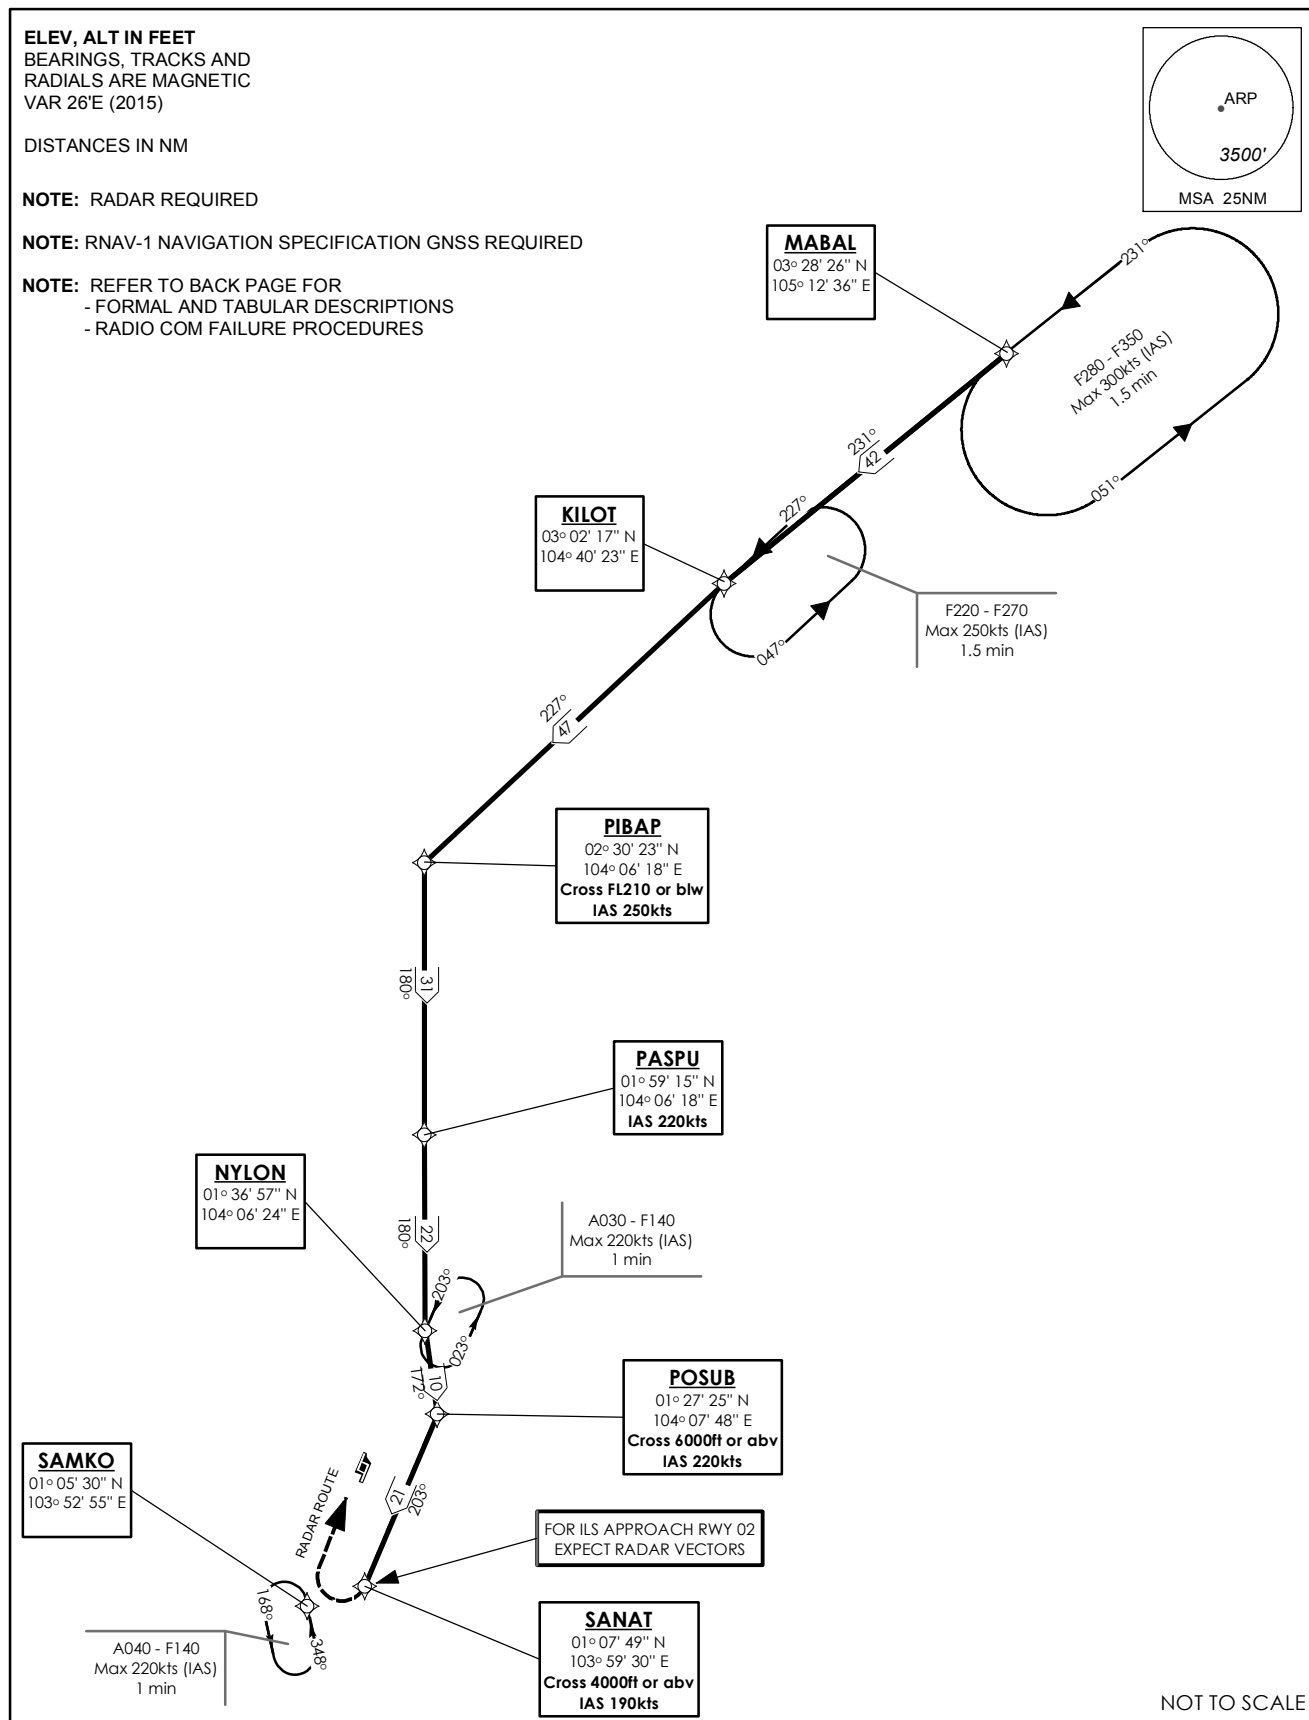 ELEV, ALT IN FEET
BEARINGS, TRACKS AND
RADIALS ARE MAGNETIC
VAR 26'E (2015)
DISTANCES IN NM
NOTE: RADAR REQUIRED
NOTE: RNAV-1 NAVIGATION SPECIFICATION GNSS REQUIRED
NOTE: REFER TO BACK PAGE FOR
- FORMAL AND TABULAR DESCRIPTIONS
- RADIO COM FAILURE PROCEDURES
ARP
3500'
MSA 25NM
MABAL
03° 28' 26" N
105° 12' 36" E
231°
F280 - F350
Max 300kts (IAS)
1.5 min
051°
231°
42
KILOT
03° 02' 17" N
104° 40' 23" E
227°
047°
F220 - F270
Max 250kts (IAS)
1.5 min
227°
47
PIBAP
02° 30' 23" N
104° 06' 18" E
Cross FL210 or blw
IAS 250kts
31
180°
PASPU
01° 59' 15" N
104° 06' 18" E
IAS 220kts
NYLON
01° 36' 57" N
104° 06' 24" E
22
180°
A030 - F140
Max 220kts (IAS)
1 min
203°
023°
10
172°
POSUB
01° 27' 25" N
104° 07' 48" E
Cross 6000ft or abv
IAS 220kts
SAMKO
01° 05' 30" N
103° 52' 55" E
RADAR ROUTE
21
203°
FOR ILS APPROACH RWY 02
EXPECT RADAR VECTORS
168°
348°
A040 - F140
Max 220kts (IAS)
1 min
SANAT
01° 07' 49" N
103° 59' 30" E
Cross 4000ft or abv
IAS 190kts
NOT TO SCALE